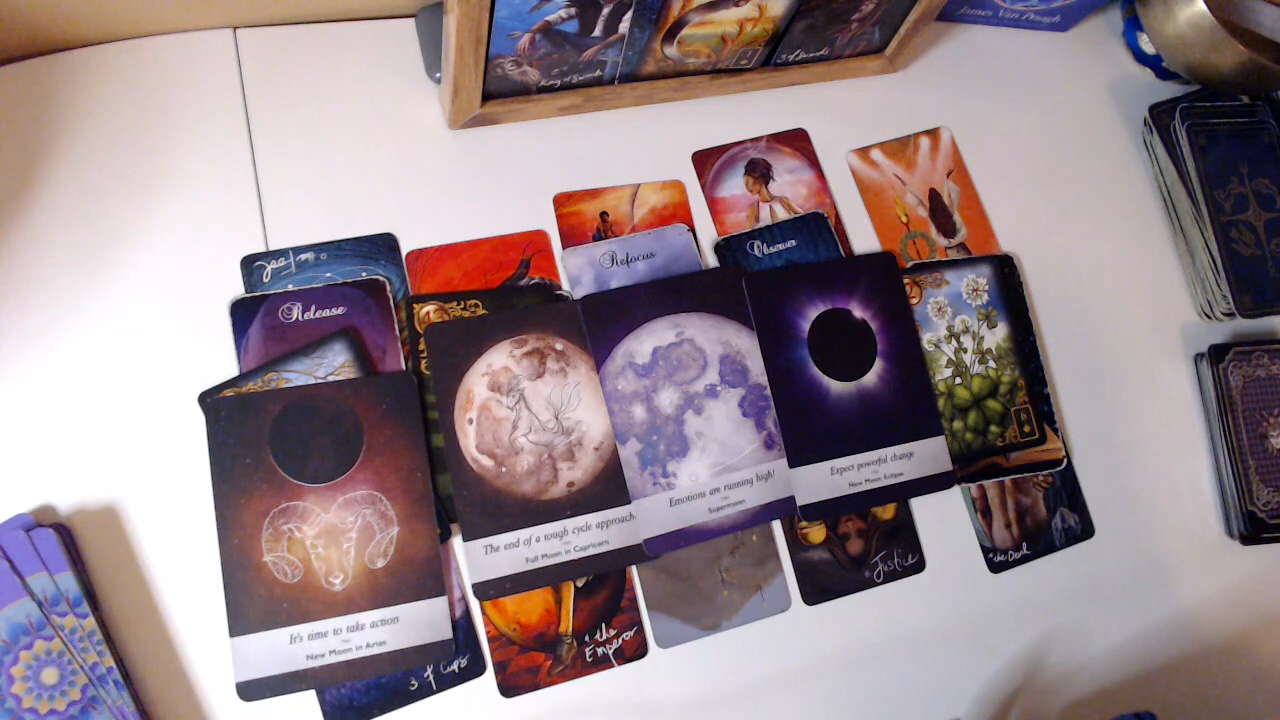 King of Swords
3 of Swords
James Van Praagh
Release
Refocus
Observer
It's time to take action
New Moon in Aries
The end of a tough cycle approach
Full Moon in Capricorn
Emotions are running high!
Supermoon
Expect powerful change
New Moon Eclipse
3 of Cups
"the Emperor
"Justice
"the Devil